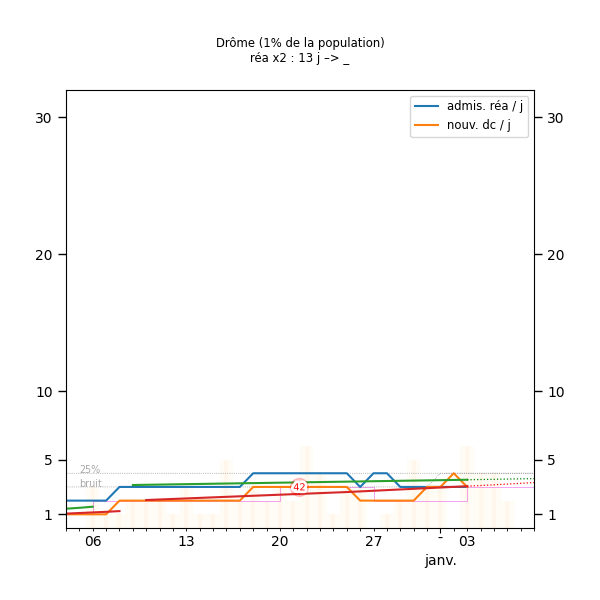 Drôme (1% de la population)
réa x2 : 13 j –> _
admis. réa / j
nouv. dc / j
30 30
20 20
10 10
5 5
25%
bruit
42
1 1
06 13 20 27 - 03
janv.